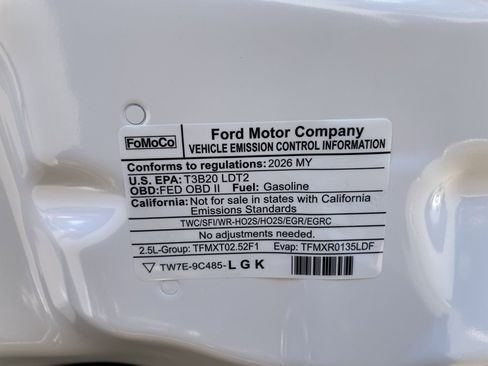 FoMoCo
Ford Motor Company
VEHICLE EMISSION CONTROL INFORMATION
Conforms to regulations: 2026 MY
U.S. EPA: T3B20 LDT2
OBD: FED OBD II Fuel: Gasoline
California: Not for sale in states with California
Emissions Standards
TWC/SFI/WR-HO2S/HO2S/EGR/EGRC
No adjustments needed.
2.5L-Group: TFMXT02.52F1 Evap: TFMXR0135LDF
TW7E-9C485- L G K